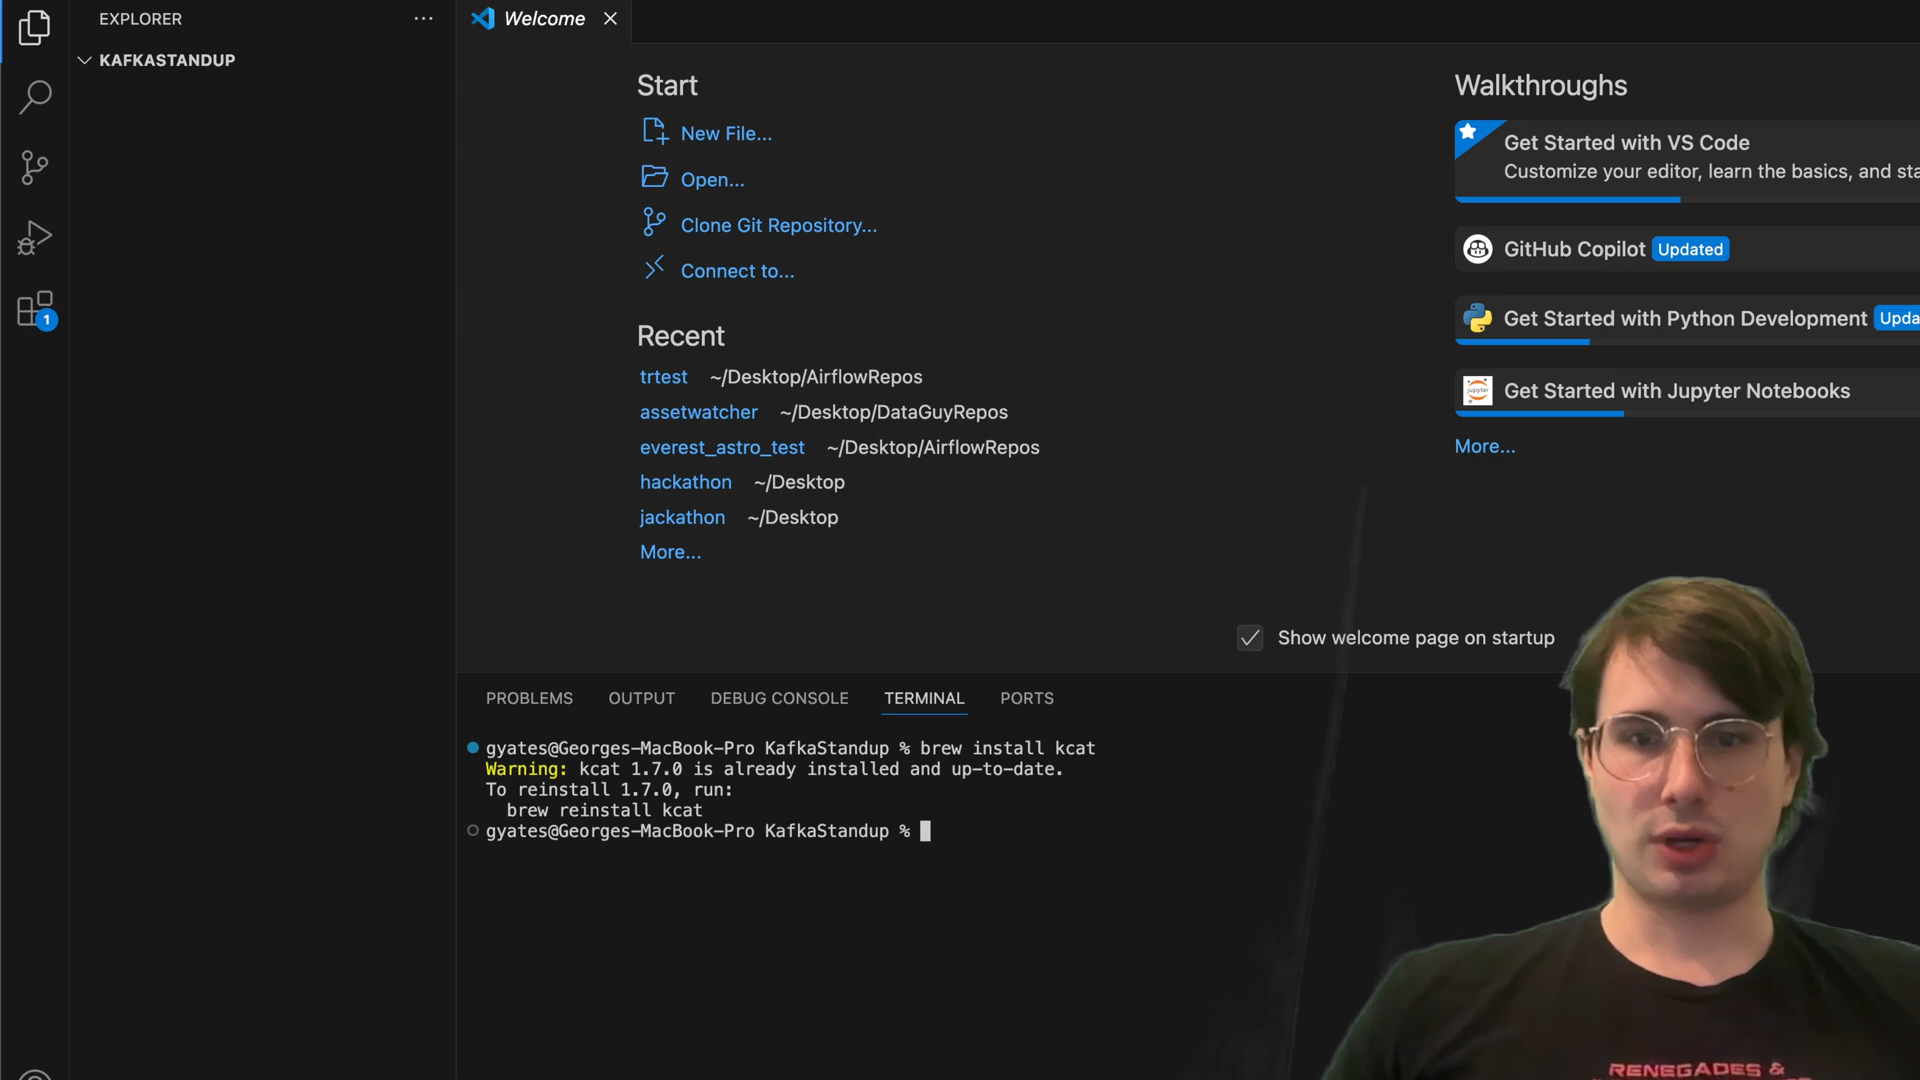 EXPLORER
KAFKASTANDUP
1
Welcome
Start
New File...
Open...
Clone Git Repository...
Connect to...
Recent
trtest ~/Desktop/AirflowRepos
assetwatcher ~/Desktop/DataGuyRepos
everest_astro_test ~/Desktop/AirflowRepos
hackathon ~/Desktop
jackathon ~/Desktop
More...
Walkthroughs
Get Started with VS Code
Customize your editor, learn the basics, and sta
GitHub Copilot Updated
Get Started with Python Development Upda
jupyter
Get Started with Jupyter Notebooks
More...
Show welcome page on startup
PROBLEMS OUTPUT DEBUG CONSOLE TERMINAL PORTS
gyates@Georges-MacBook-Pro KafkaStandup % brew install kcat
Warning: kcat 1.7.0 is already installed and up-to-date.
To reinstall 1.7.0, run:
brew reinstall kcat
gyates@Georges-MacBook-Pro KafkaStandup %
RENEGADES &